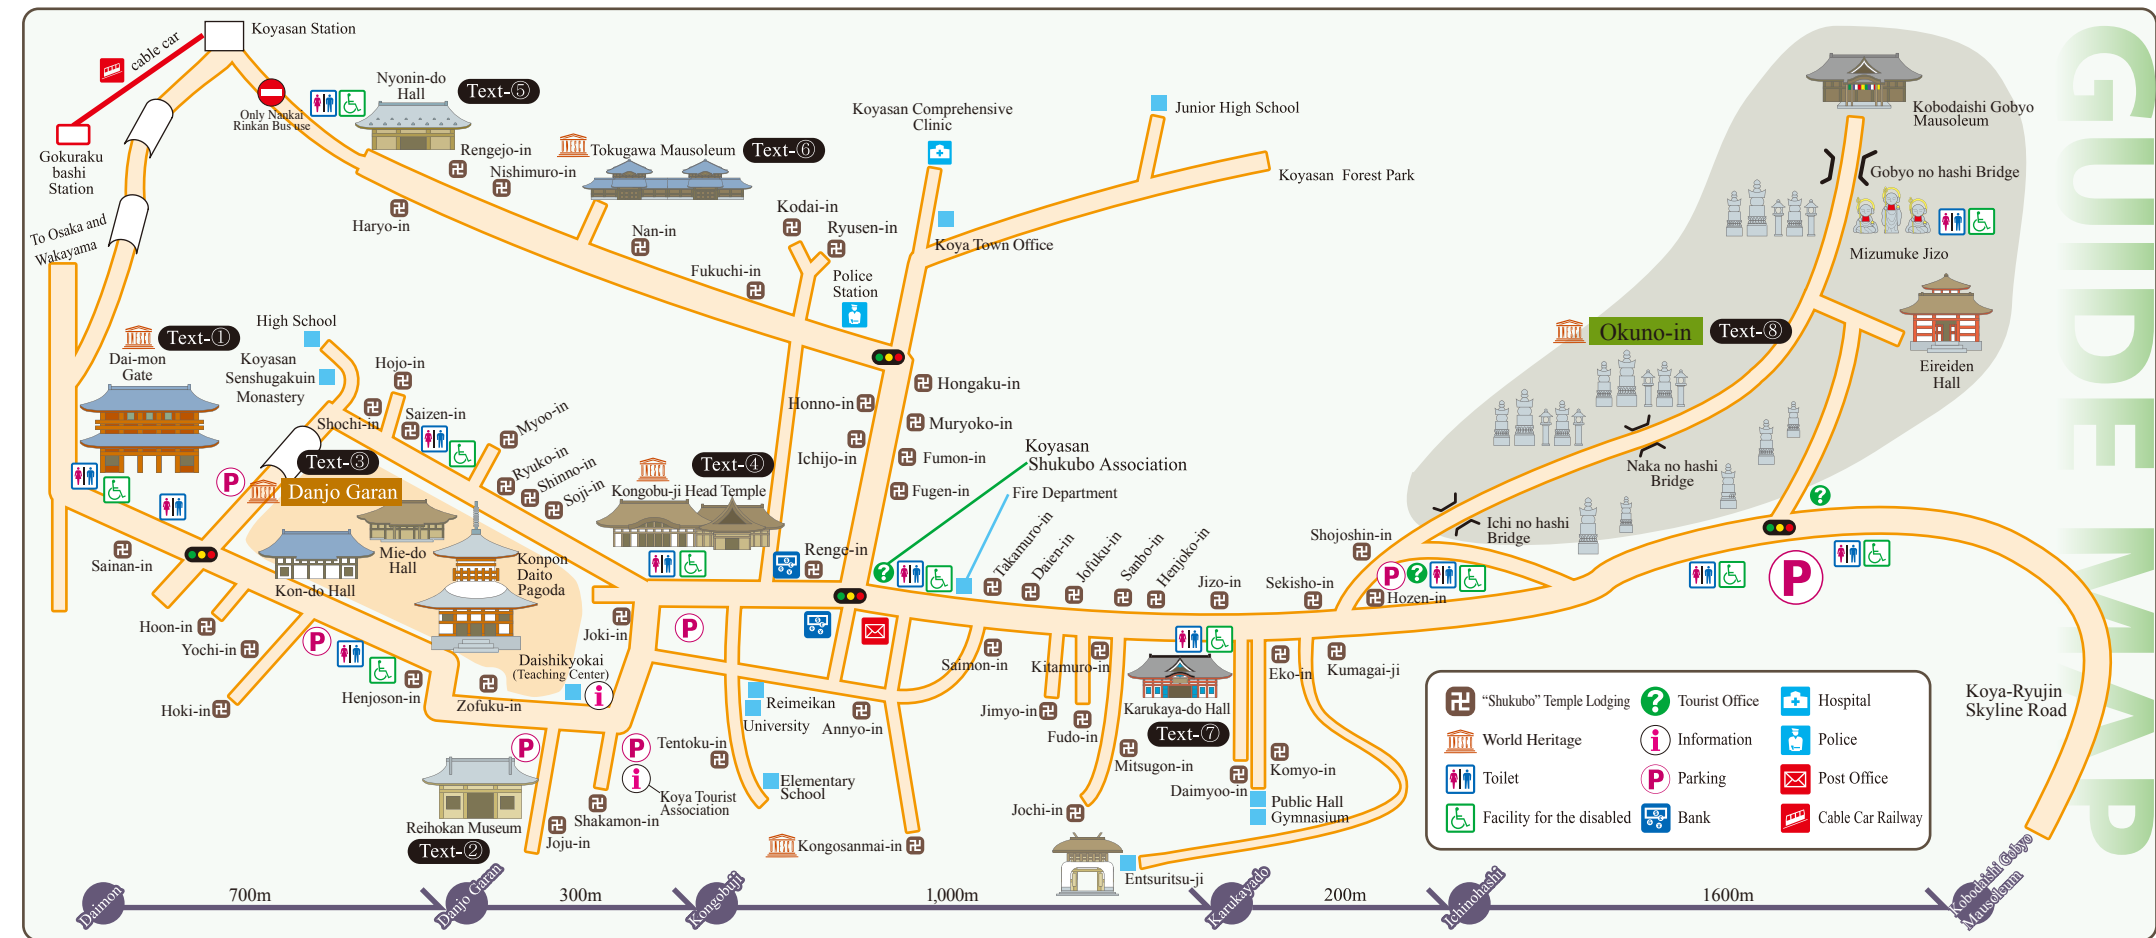 GUIDE MAP
Koyasan Station
cable car
Gokuraku
bashi
Station
Only Nankai
Rinkan Bus use
To Osaka and
Wakayama
Nyonin-do
Hall
Text-⑤
Rengejo-in
Nishimuro-in
Haryo-in
Tokugawa Mausoleum
Text-⑥
Nan-in
Fukuchi-in
Kodai-in
Ryusen-in
Police
Station
Koyasan Comprehensive
Clinic
Junior High School
Koyasan Forest Park
Koya Town Office
Kobodaishi Gobyo
Mausoleum
Gobyo no hashi Bridge
Mizumuke Jizo
Eireiden
Hall
Okuno-in
Text-⑧
Naka no hashi
Bridge
Ichi no hashi
Bridge
Text-①
Dai-mon
Gate
High School
Koyasan
Senshugakuin
Monastery
Hojo-in
Shochi-in
Saizen-in
Myoo-in
Ryuko-in
Shinno-in
Soji-in
Text-③
Danjo Garan
Mie-do
Hall
Kon-do Hall
Konpon
Daito
Pagoda
Text-④
Kongobu-ji Head Temple
Honno-in
Ichijo-in
Hongaku-in
Muryoko-in
Fumon-in
Fugen-in
Renge-in
Koyasan
Shukubo Association
Fire Department
Takamuro-in
Daien-in
Jofuku-in
Sanbo-in
Henjoko-in
Jizo-in
Sekisho-in
Shojoshin-in
Hozen-in
Sainan-in
Hoon-in
Yochi-in
Hoki-in
Henjoson-in
Zofuku-in
Daishikyokai
(Teaching Center)
Joki-in
Reihokan Museum
Text-②
Joju-in
Shakamon-in
Koya Tourist
Association
Tentoku-in
Reimeikan
University
Elementary
School
Annyo-in
Kongosanmai-in
Saimon-in
Kitamuro-in
Jimyo-in
Fudo-in
Karukaya-do Hall
Text-⑦
Mitsugon-in
Jochi-in
Entsuritsu-ji
Daimyoo-in
Komyo-in
Public Hall
Gymnasium
Eko-in
Kumagai-ji
Koya-Ryujin
Skyline Road
“Shukubo” Temple Lodging
World Heritage
Toilet
Facility for the disabled
Tourist Office
Information
Parking
Bank
Hospital
Police
Post Office
Cable Car Railway
Daimon
700m
Danjo Garan
300m
Kongobuji
1,000m
Karukayado
200m
Ichinohashi
1600m
Kobodaishi Gobyo
Mausoleum